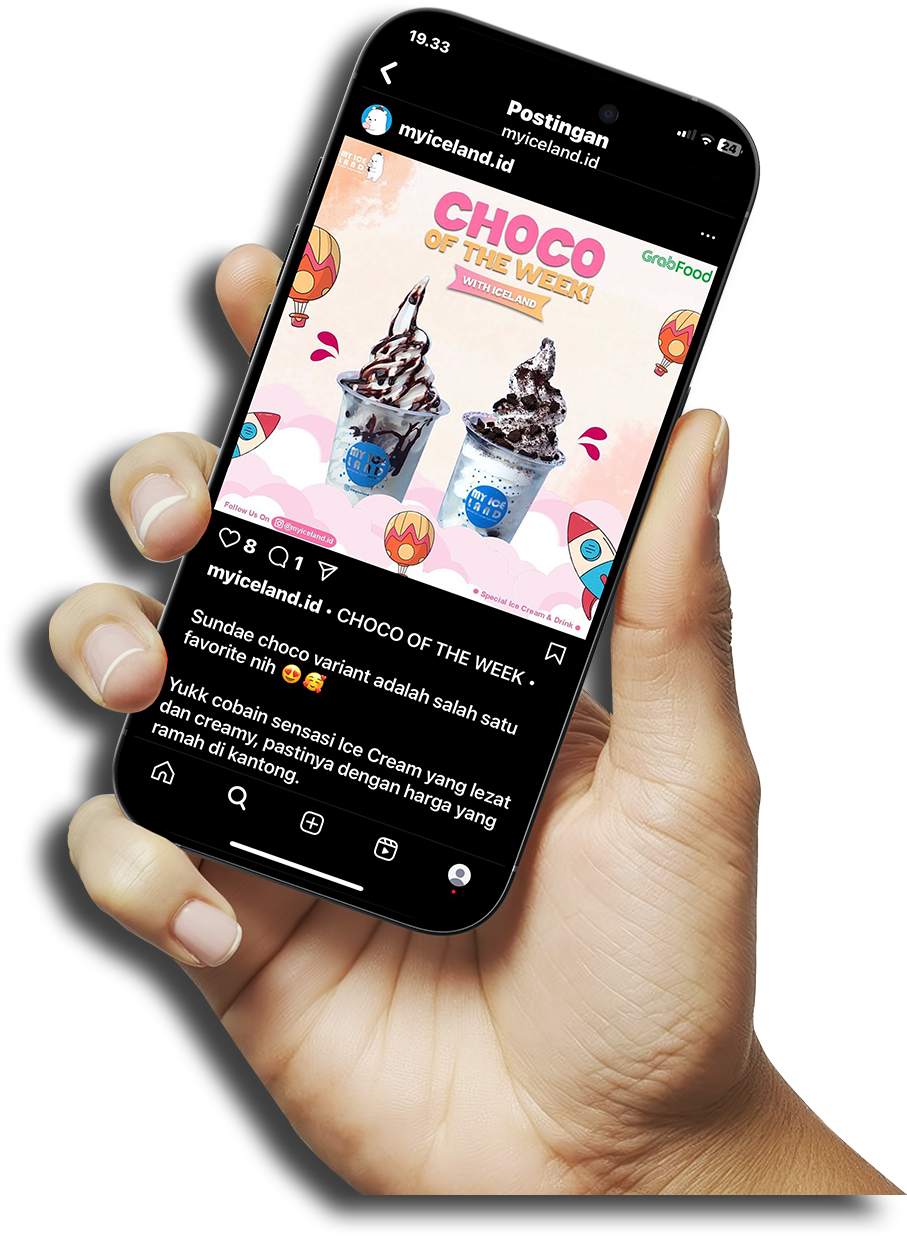 19.33
24
Postingan
myiceland.id
myiceland.id
MY ICE
LAND
CHOCO
OF THE WEEK!
WITH ICELAND
GrabFood
MY ICE
LAND
MY ICE
LAND
Follow Us On @myiceland.id
Special Ice Cream & Drink
8 1
myiceland.id • CHOCO OF THE WEEK •
Sundae choco variant adalah salah satu
favorite nih 😍🥰
Yukk cobain sensasi Ice Cream yang lezat
dan creamy, pastinya dengan harga yang
ramah di kantong.